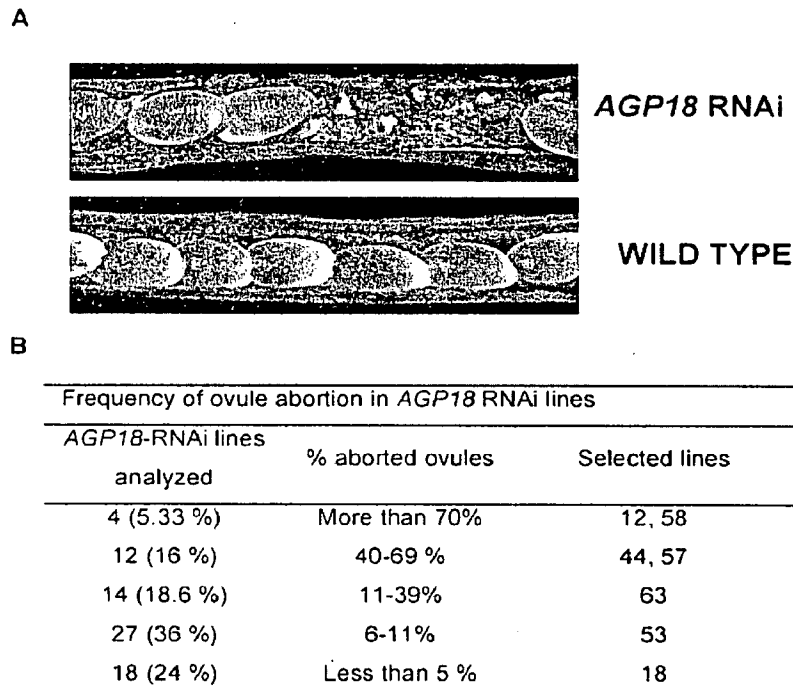 A
AGP18 RNAi
WILD TYPE
B
Frequency of ovule abortion in AGP18 RNAi lines
AGP18-RNAi lines analyzed % aborted ovules Selected lines
4 (5.33 %) More than 70% 12, 58
12 (16 %) 40-69 % 44, 57
14 (18.6 %) 11-39% 63
27 (36 %) 6-11% 53
18 (24 %) Less than 5 % 18